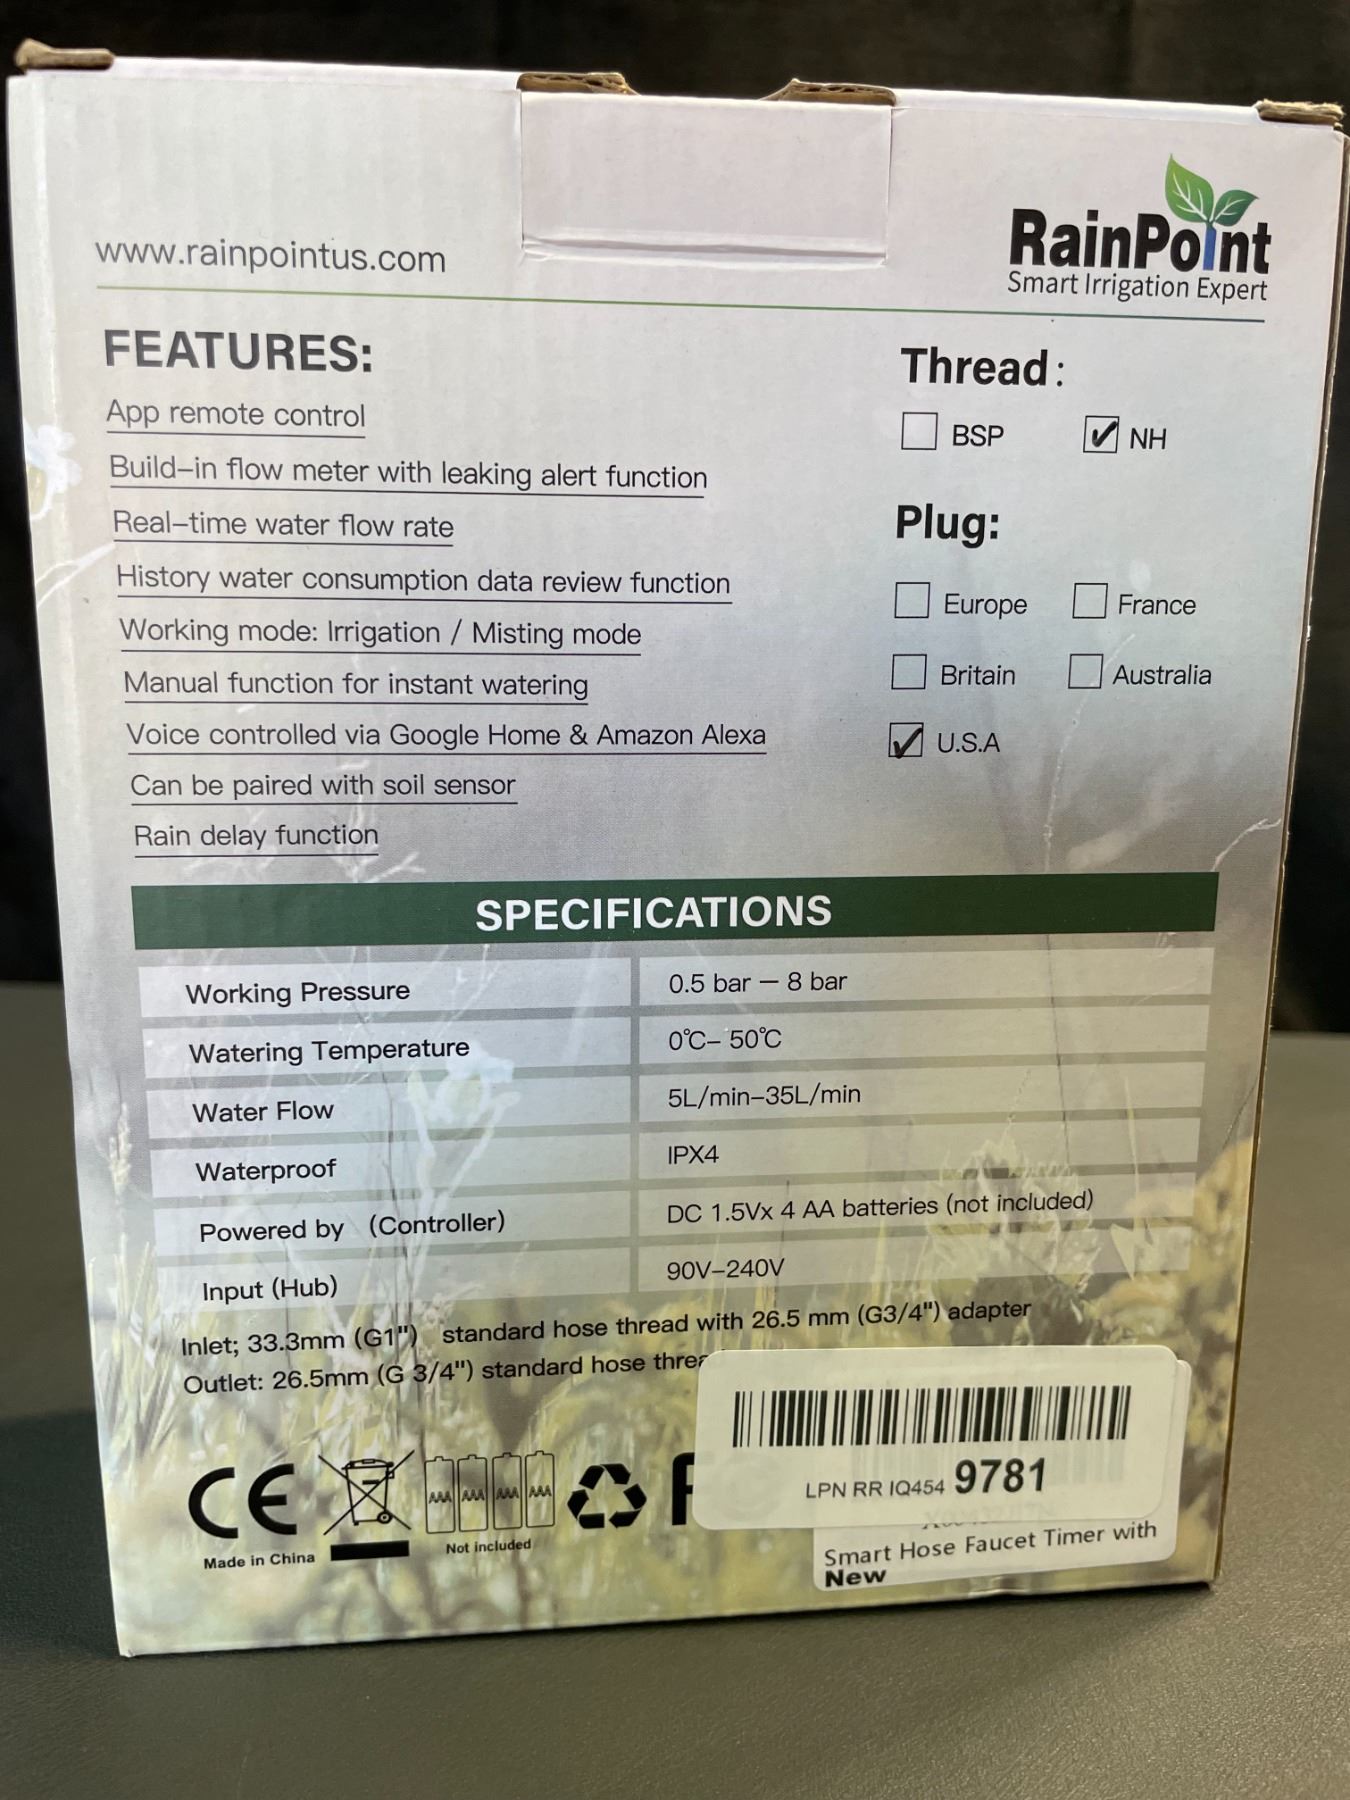 www.rainpointus.com
RainPoint
Smart Irrigation Expert
FEATURES:
App remote control
Build-in flow meter with leaking alert function
Real-time water flow rate
History water consumption data review function
Working mode: Irrigation / Misting mode
Manual function for instant watering
Voice controlled via Google Home & Amazon Alexa
Can be paired with soil sensor
Rain delay function
Thread:
BSP ✓ NH
Plug:
Europe France
Britain Australia
✓ U.S.A
SPECIFICATIONS
Working Pressure 0.5 bar — 8 bar
Watering Temperature 0℃– 50℃
Water Flow 5L/min–35L/min
Waterproof IPX4
Powered by (Controller) DC 1.5Vx 4 AA batteries (not included)
Input (Hub) 90V–240V
Inlet; 33.3mm (G1") standard hose thread with 26.5 mm (G3/4") adapter
Outlet: 26.5mm (G 3/4") standard hose
CE
AAA AAA AAA AAA
Made in China
Not included
LPN RR IQ454 9781
Smart Hose Faucet Timer with
New